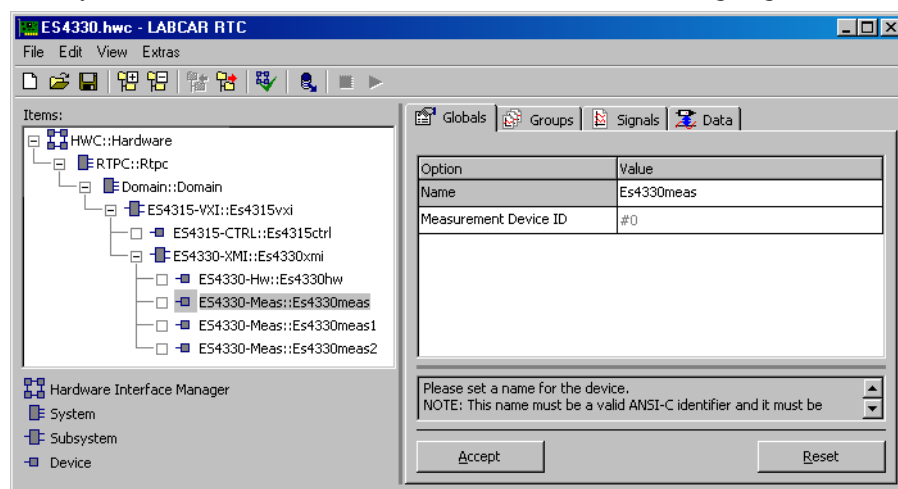 ES4330.hwc - LABCAR RTC
File Edit View Extras
Items:
HWC::Hardware
RTPC::Rtpc
Domain::Domain
ES4315-VXI::Es4315vxi
ES4315-CTRL::Es4315ctrl
ES4330-XMI::Es4330xmi
ES4330-Hw::Es4330hw
ES4330-Meas::Es4330meas
ES4330-Meas::Es4330meas1
ES4330-Meas::Es4330meas2
Hardware Interface Manager
System
Subsystem
Device
Globals Groups Signals Data
Option Value
Name Es4330meas
Measurement Device ID #0
Please set a name for the device.
NOTE: This name must be a valid ANSI-C identifier and it must be
Accept Reset